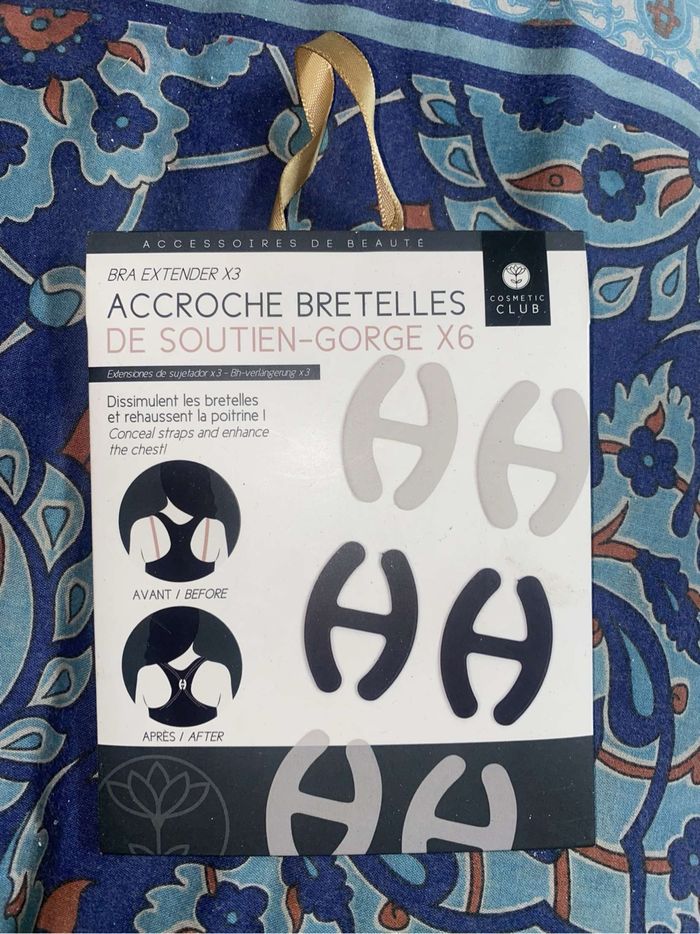 ACCESSOIRES DE BEAUTÉ
BRA EXTENDER X3
COSMETIC
CLUB.
ACCROCHE BRETELLES
DE SOUTIEN-GORGE X6
Extensiones de sujetador x3 - Bh-verlängerung x3
Dissimulent les bretelles
et rehaussent la poitrine !
Conceal straps and enhance
the chest!
AVANT / BEFORE
APRÈS / AFTER